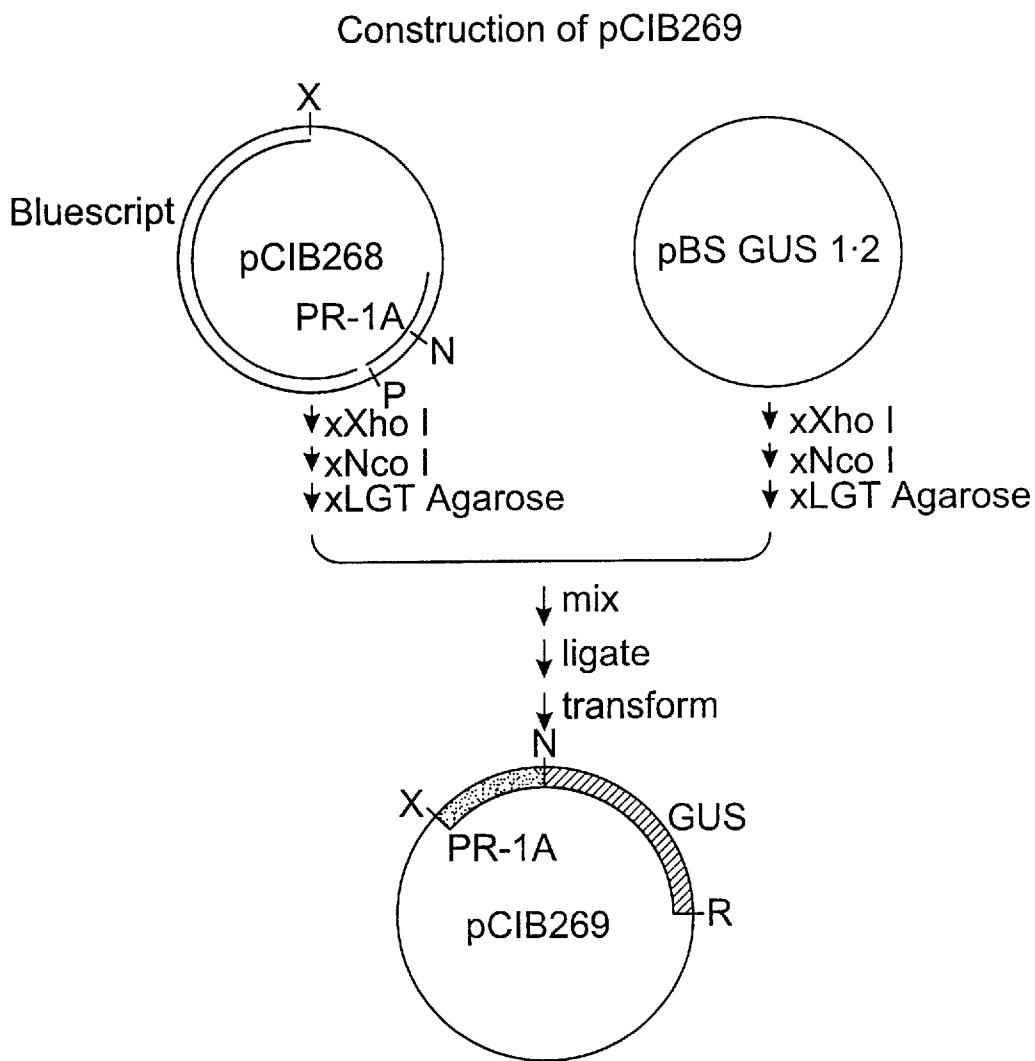 Construction of pCIB269
X
Bluescript
pCIB268
PR-1A
N
P
xXho I
xNco I
xLGT Agarose
pBS GUS 1·2
xXho I
xNco I
xLGT Agarose
mix
ligate
transform
N
X
GUS
PR-1A
R
pCIB269